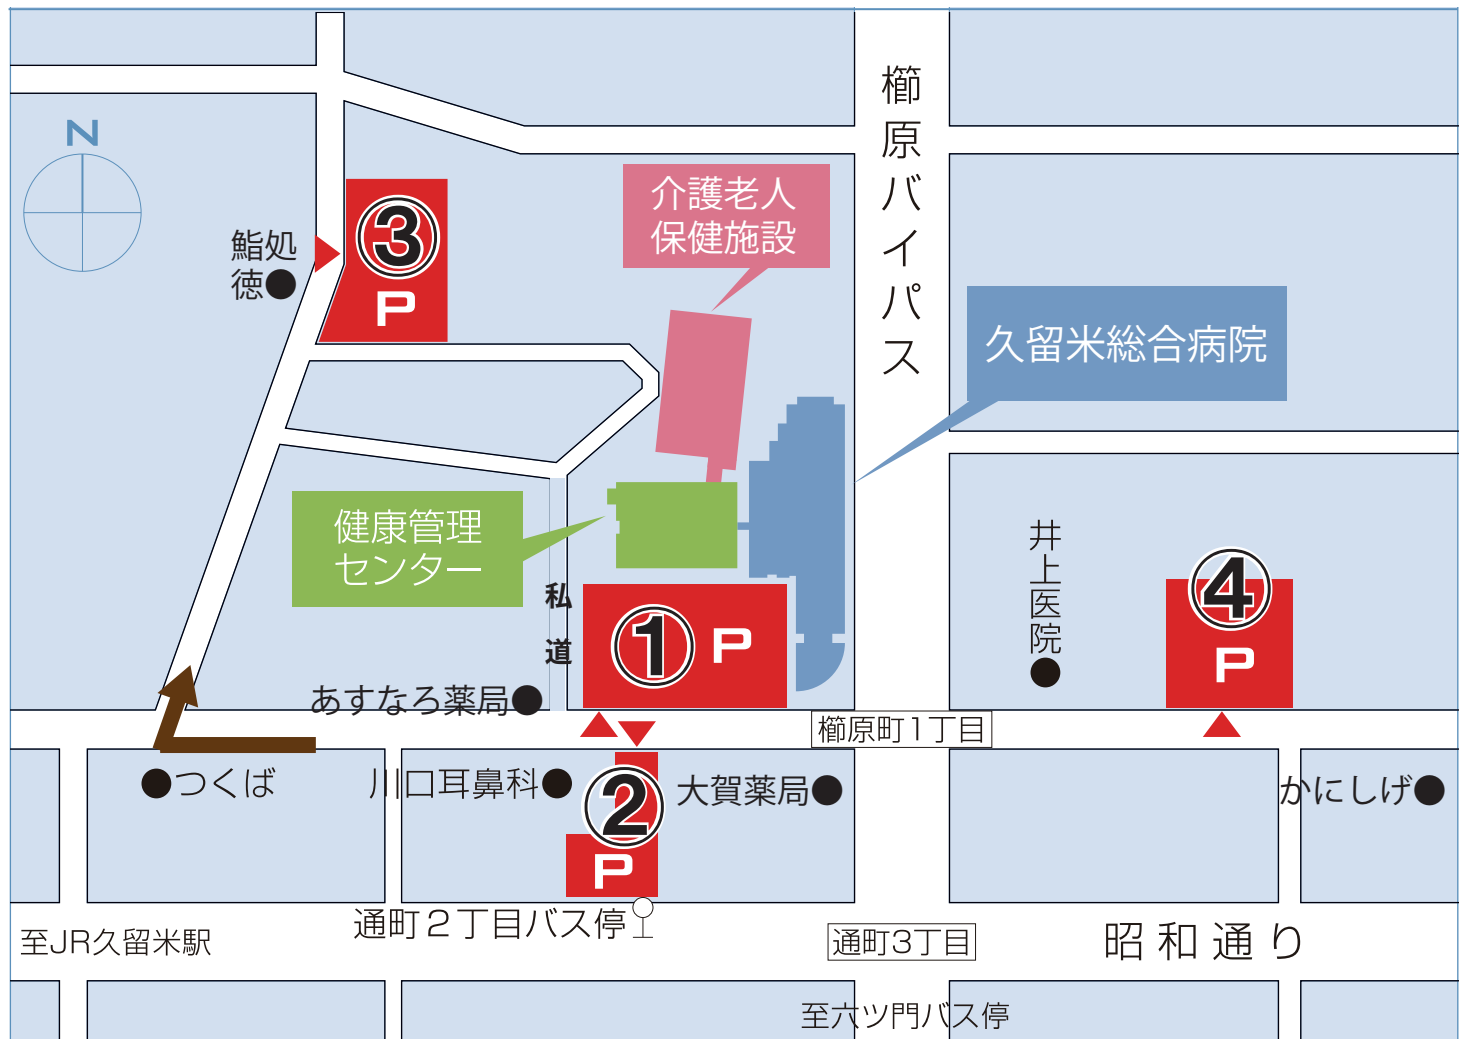 N
櫛原バイパス
③
P
鮨処
徳●
介護老人
保健施設
久留米総合病院
健康管理
センター
私道
井上医院●
④
P
①
P
あすなろ薬局●
櫛原町1丁目
●つくば
川口耳鼻科●
②
P
大賀薬局●
かにしげ●
通町2丁目バス停
至JR久留米駅
通町3丁目
昭和通り
至六ツ門バス停